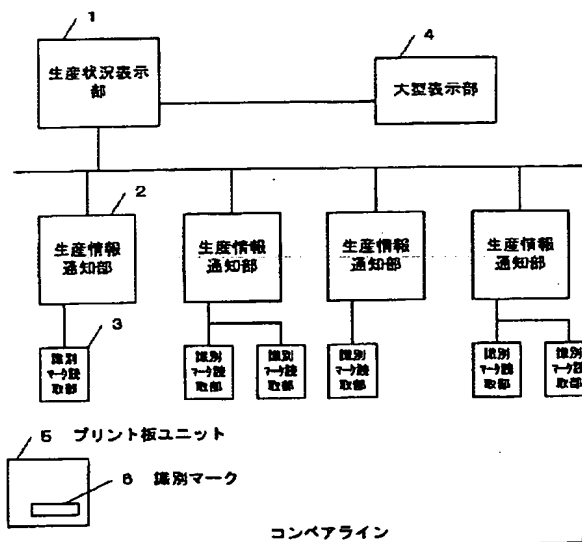 1
生産状況表示
部
4
大型表示部
2
生産情報
通知部
生産情報
通知部
生産情報
通知部
生産情報
通知部
3
識別
マーク読
取部
識別
マーク読
取部
識別
マーク読
取部
識別
マーク読
取部
識別
マーク読
取部
識別
マーク読
取部
5 プリント板ユニット
6 識別マーク
コンベアライン